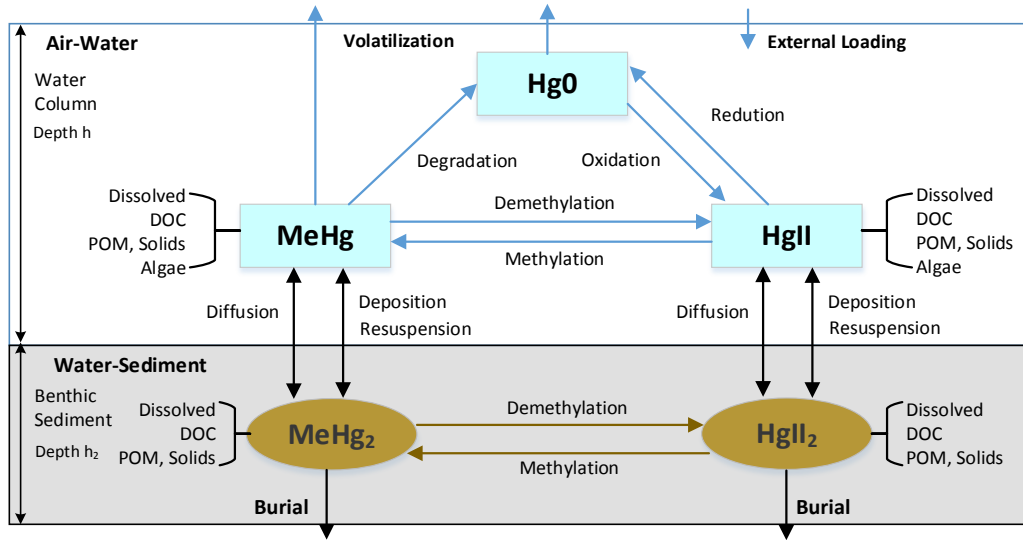 Air-Water
Volatilization
External Loading
Water
Column
Depth h
Hg0
Redution
Degradation
Oxidation
Dissolved
DOC
POM, Solids
Algae
MeHg
Demethylation
Methylation
HgII
Dissolved
DOC
POM, Solids
Algae
Diffusion
Deposition
Resuspension
Diffusion
Deposition
Resuspension
Water-Sediment
Benthic
Sediment
Depth h₂
Dissolved
DOC
POM, Solids
MeHg₂
Demethylation
Methylation
HgII₂
Dissolved
DOC
POM, Solids
Burial
Burial